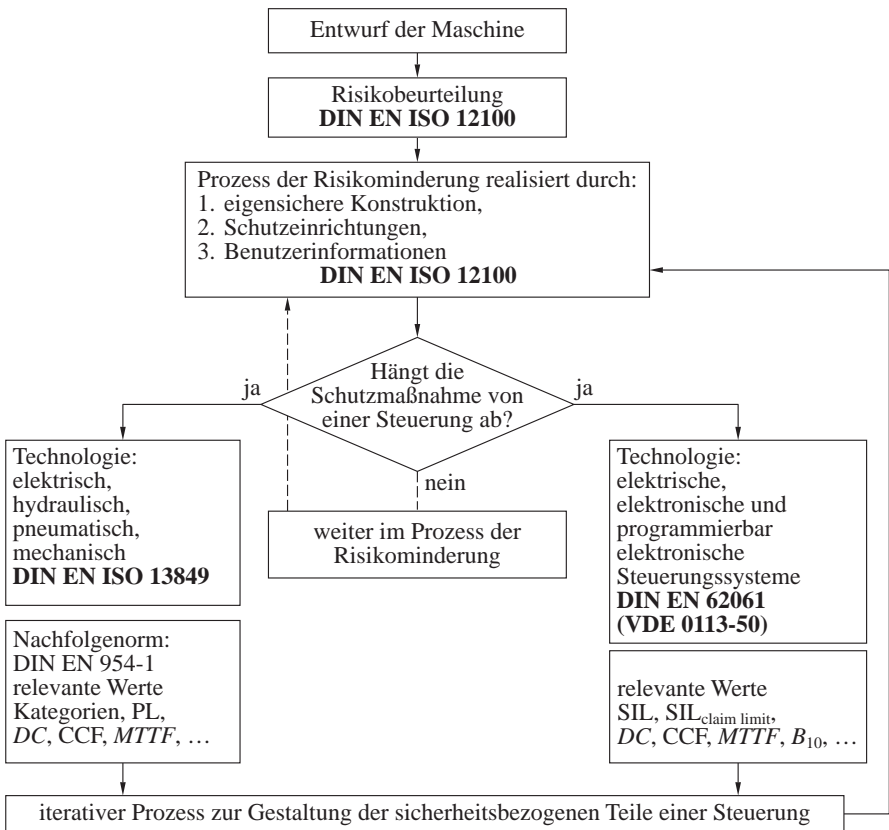 Entwurf der Maschine
Risikobeurteilung
DIN EN ISO 12100
Prozess der Risikominderung realisiert durch:
1. eigensichere Konstruktion,
2. Schutzeinrichtungen,
3. Benutzerinformationen
DIN EN ISO 12100
Hängt die
Schutzmaßnahme von
einer Steuerung ab?
ja
ja
nein
Technologie:
elektrisch,
hydraulisch,
pneumatisch,
mechanisch
DIN EN ISO 13849
weiter im Prozess der
Risikominderung
Technologie:
elektrische,
elektronische und
programmierbar
elektronische
Steuerungssysteme
DIN EN 62061
(VDE 0113-50)
Nachfolgenorm:
DIN EN 954-1
relevante Werte
Kategorien, PL,
DC, CCF, MTTF, …
relevante Werte
SIL, SILclaim limit,
DC, CCF, MTTF, B10, …
iterativer Prozess zur Gestaltung der sicherheitsbezogenen Teile einer Steuerung